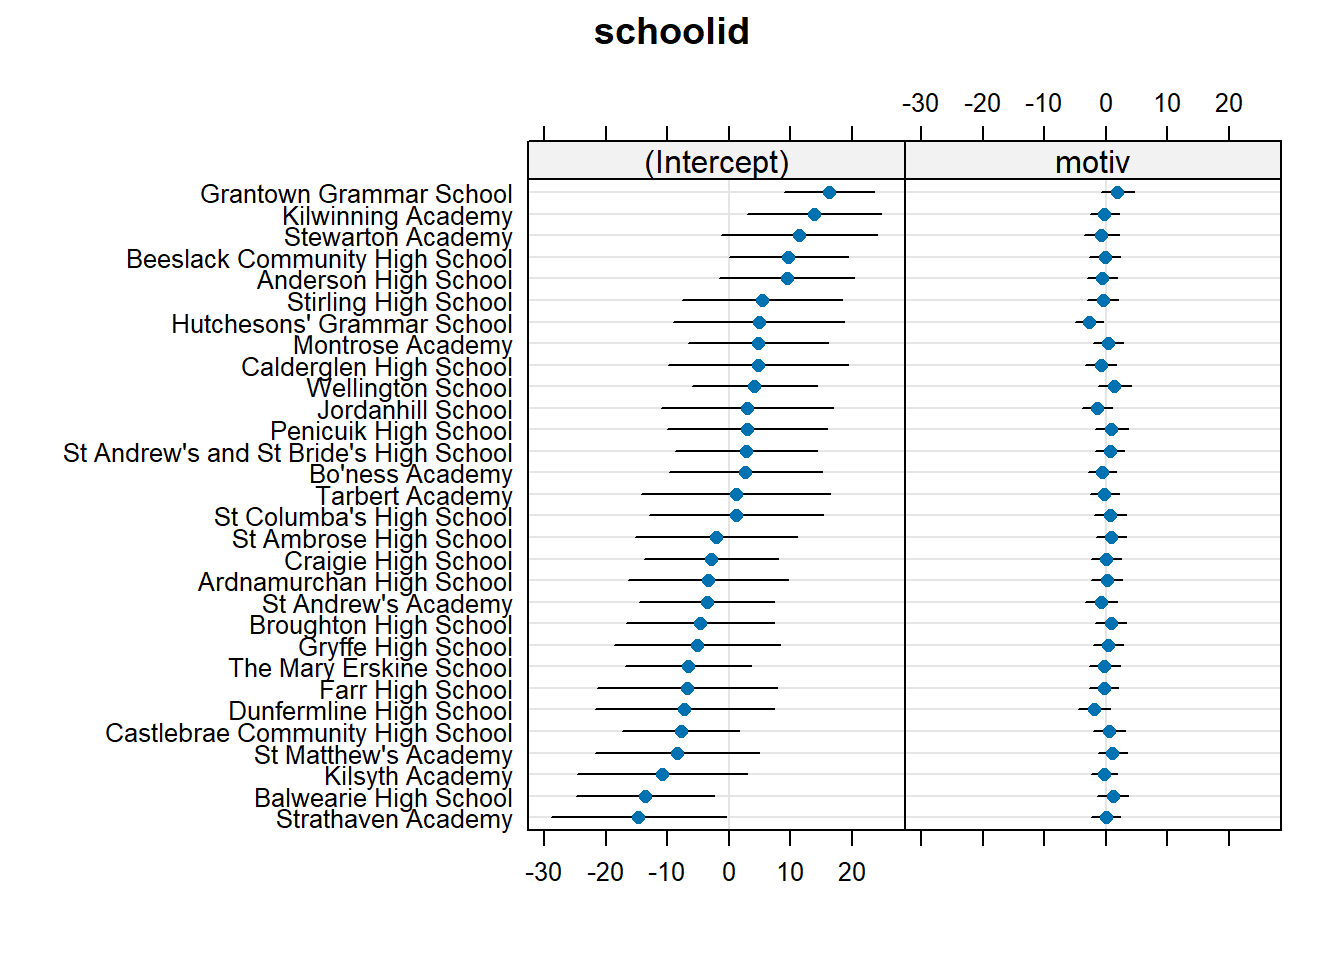 schoolid
-30 -20 -10 0 10 20
(Intercept) motiv
Grantown Grammar School
Kilwinning Academy
Stewarton Academy
Beeslack Community High School
Anderson High School
Stirling High School
Hutchesons' Grammar School
Montrose Academy
Calderglen High School
Wellington School
Jordanhill School
Penicuik High School
St Andrew's and St Bride's High School
Bo'ness Academy
Tarbert Academy
St Columba's High School
St Ambrose High School
Craigie High School
Ardnamurchan High School
St Andrew's Academy
Broughton High School
Gryffe High School
The Mary Erskine School
Farr High School
Dunfermline High School
Castlebrae Community High School
St Matthew's Academy
Kilsyth Academy
Balwearie High School
Strathaven Academy
-30 -20 -10 0 10 20